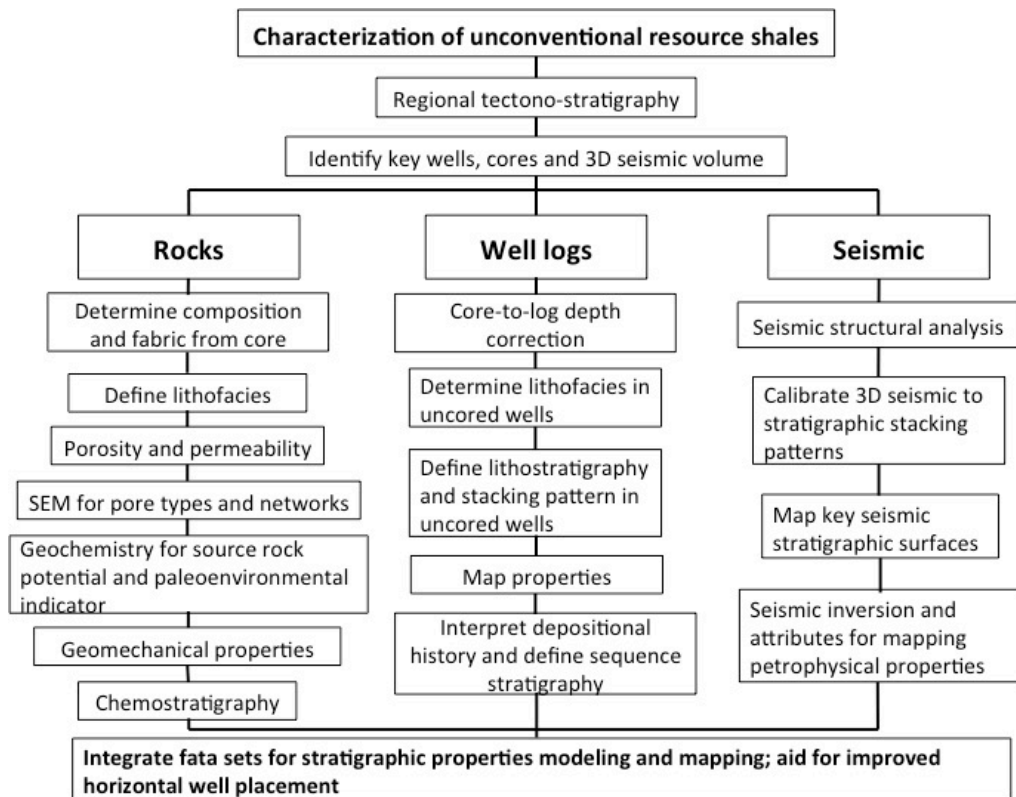 Characterization of unconventional resource shales
Regional tectono-stratigraphy
Identify key wells, cores and 3D seismic volume
Rocks
Determine composition
and fabric from core
Define lithofacies
Porosity and permeability
SEM for pore types and networks
Geochemistry for source rock
potential and paleoenvironmental
indicator
Geomechanical properties
Chemostratigraphy
Well logs
Core-to-log depth
correction
Determine lithofacies in
uncored wells
Define lithostratigraphy
and stacking pattern in
uncored wells
Map properties
Interpret depositional
history and define sequence
stratigraphy
Seismic
Seismic structural analysis
Calibrate 3D seismic to
stratigraphic stacking
patterns
Map key seismic
stratigraphic surfaces
Seismic inversion and
attributes for mapping
petrophysical properties
Integrate fata sets for stratigraphic properties modeling and mapping; aid for improved
horizontal well placement